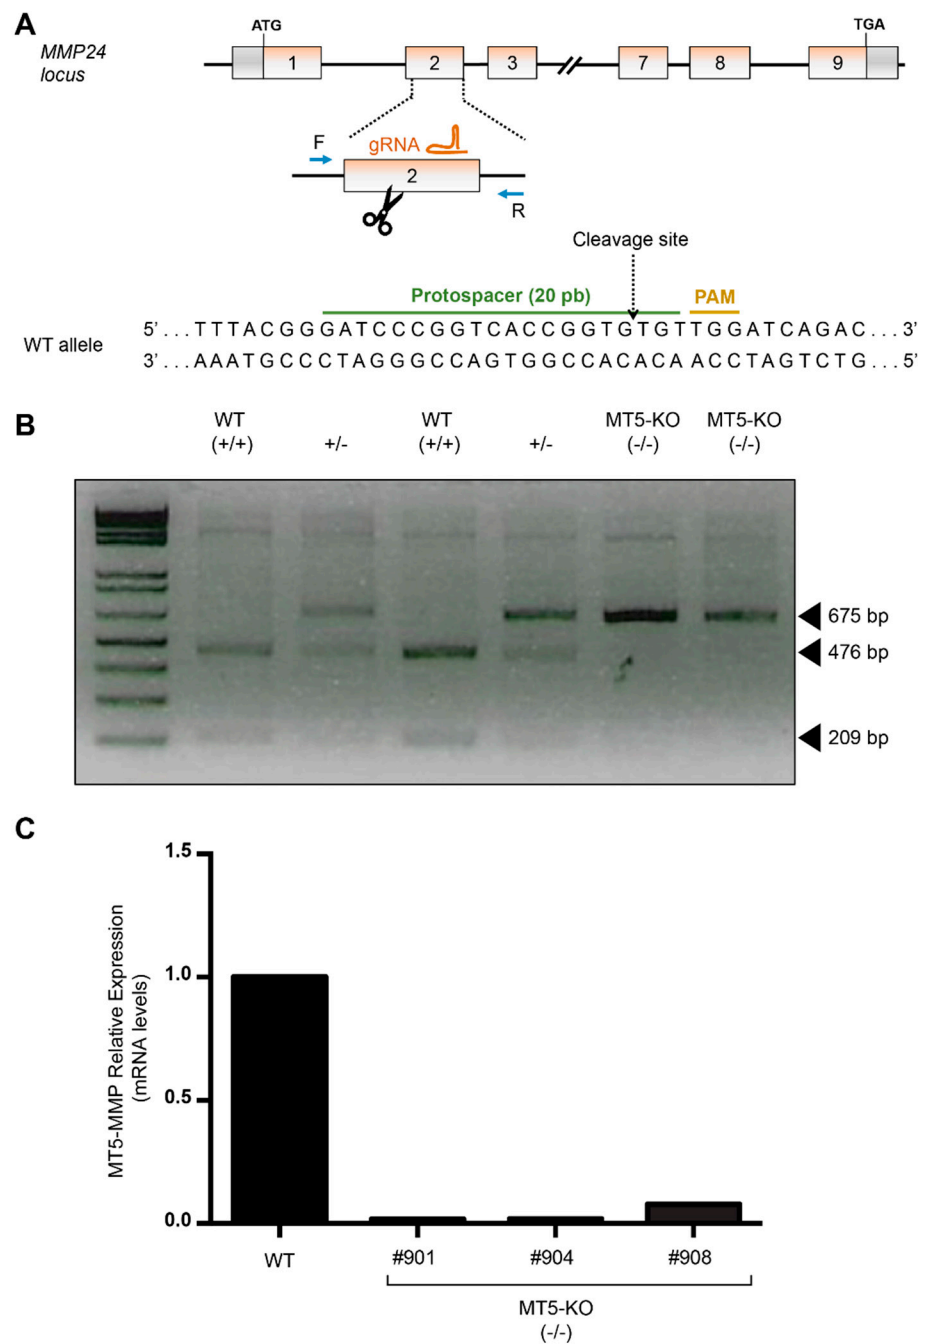 A
ATG
TGA
MMP24
locus
1
2
3
7
8
9
F
gRNA
2
R
Cleavage site
Protospacer (20 pb)
PAM
WT allele
5' ... T T T A C G G G A T C C C G G T C A C C G G T G T G T T G G A T C A G A C ... 3'
3' ... A A A T G C C C T A G G G C C A G T G G C C A C A C A A C C T A G T C T G ... 5'
B
WT
(+/+)
+/-
WT
(+/+)
+/-
MT5-KO
(-/-)
MT5-KO
(-/-)
675 bp
476 bp
209 bp
C
MT5-MMP Relative Expression
(mRNA levels)
1.5
1.0
0.5
0.0
WT
#901
#904
#908
MT5-KO
(-/-)